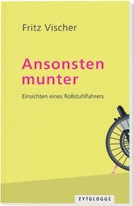 Fritz Vischer
Ansonsten
munter
Einsichten eines Rollstuhlfahrers
ZYTGLOGGE